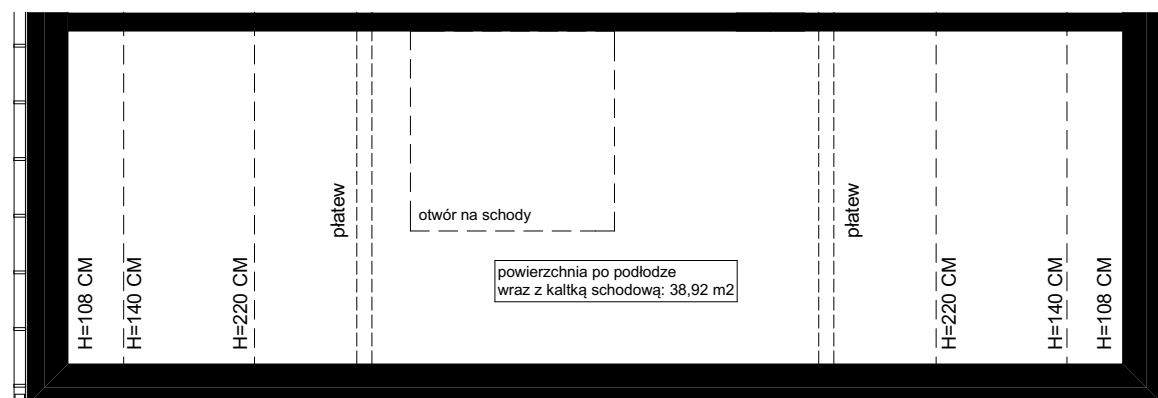 H=108 CM
H=140 CM
H=220 CM
płatew
otwór na schody
powierzchnia po podłodze
wraz z kaltką schodową: 38,92 m2
płatew
H=220 CM
H=140 CM
H=108 CM